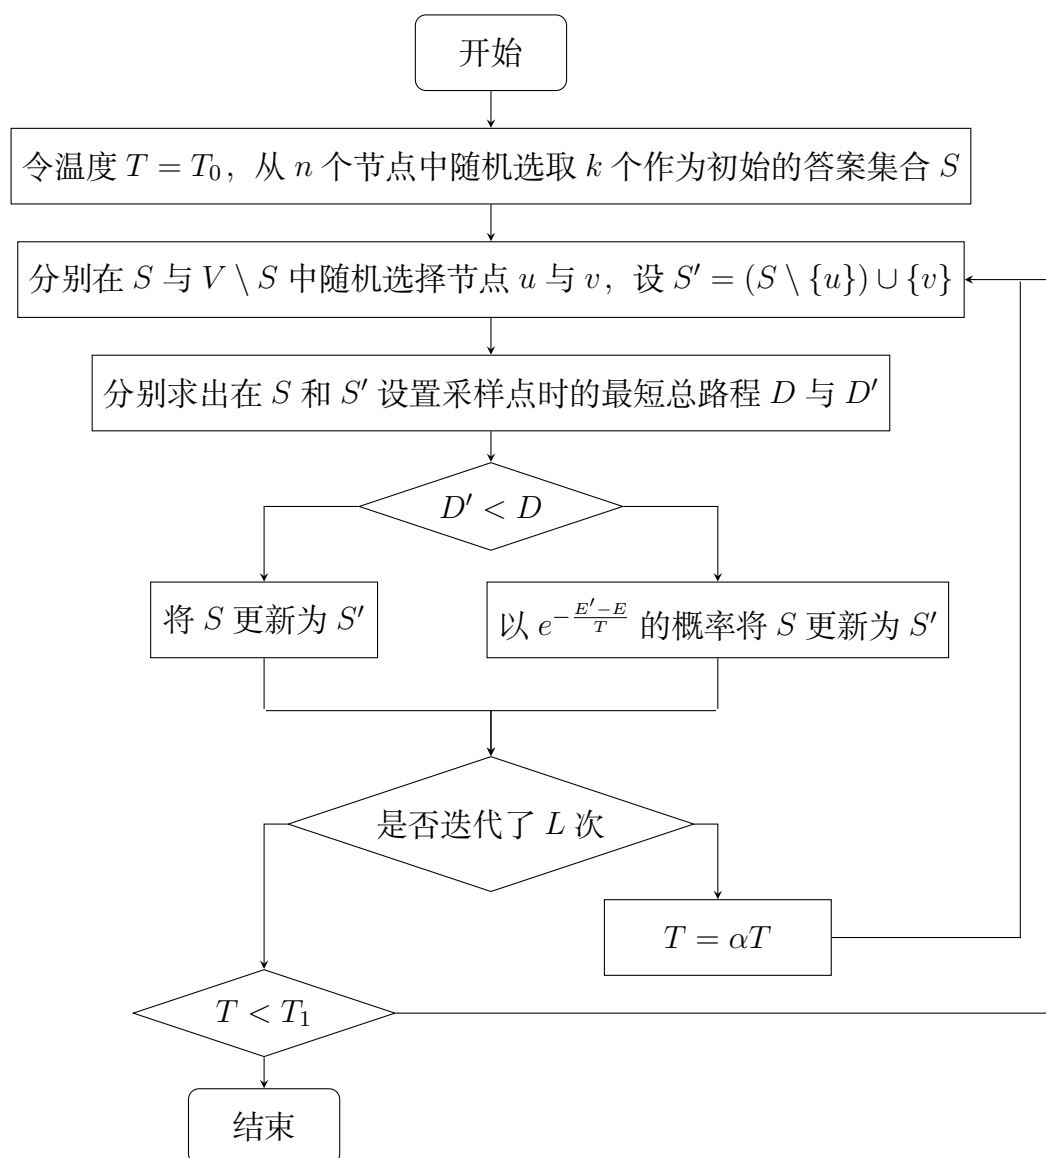 开始
令温度 T = T₀，从 n 个节点中随机选取 k 个作为初始的答案集合 S
分别在 S 与 V \ S 中随机选择节点 u 与 v，设 S′ = (S \ {u}) ∪ {v}
分别求出在 S 和 S′ 设置采样点时的最短总路程 D 与 D′
D′ < D
将 S 更新为 S′
以 e^{-\frac{E′−E}{T}} 的概率将 S 更新为 S′
是否迭代了 L 次
T = αT
T < T₁
结束